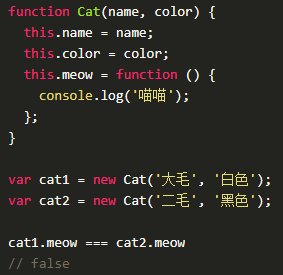 function Cat(name, color) {
  this.name = name;
  this.color = color;
  this.meow = function () {
    console.log('喵喵');
  };
}

var cat1 = new Cat('大毛', '白色');
var cat2 = new Cat('二毛', '黑色');

cat1.meow === cat2.meow
// false